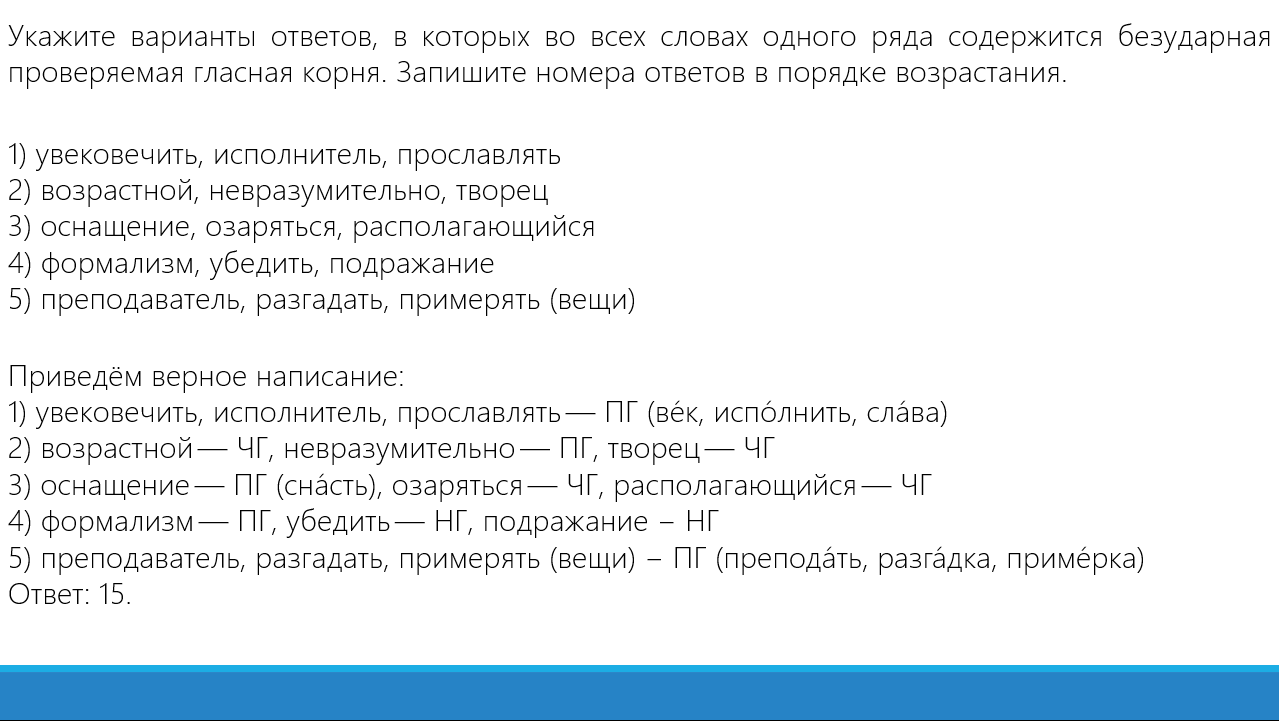 Укажите варианты ответов, в которых во всех словах одного ряда содержится безударная
проверяемая гласная корня. Запишите номера ответов в порядке возрастания.
1) увековечить, исполнитель, прославлять
2) возрастной, невразумительно, творец
3) оснащение, озаряться, располагающийся
4) формализм, убедить, подражание
5) преподаватель, разгадать, примерять (вещи)
Приведём верное написание:
1) увековечить, исполнитель, прославлять — ПГ (ве́к, испо́лнить, сла́ва)
2) возрастной — ЧГ, невразумительно — ПГ, творец — ЧГ
3) оснащение — ПГ (сна́сть), озаряться — ЧГ, располагающийся — ЧГ
4) формализм — ПГ, убедить — НГ, подражание – НГ
5) преподаватель, разгадать, примерять (вещи) – ПГ (препода́ть, разга́дка, приме́рка)
Ответ: 15.